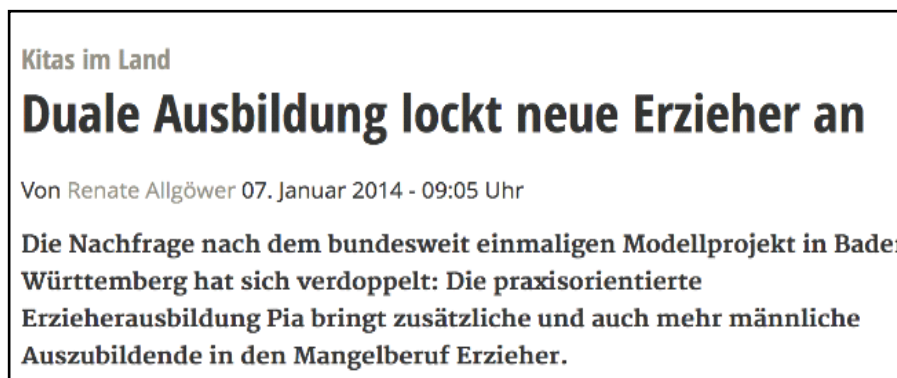 Kitas im Land
Duale Ausbildung lockt neue Erzieher an
Von Renate Allgöwer 07. Januar 2014 - 09:05 Uhr
Die Nachfrage nach dem bundesweit einmaligen Modellprojekt in Baden
Württemberg hat sich verdoppelt: Die praxisorientierte
Erzieherausbildung Pia bringt zusätzliche und auch mehr männliche
Auszubildende in den Mangelberuf Erzieher.